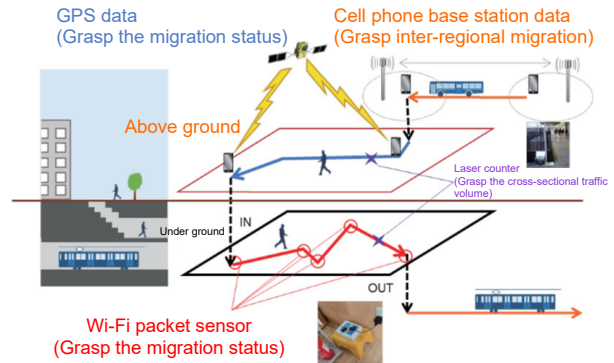 GPS data
(Grasp the migration status)
Cell phone base station data
(Grasp inter-regional migration)
Above ground
Laser counter
(Grasp the cross-sectional traffic
volume)
Under ground
IN
OUT
Wi-Fi packet sensor
(Grasp the migration status)